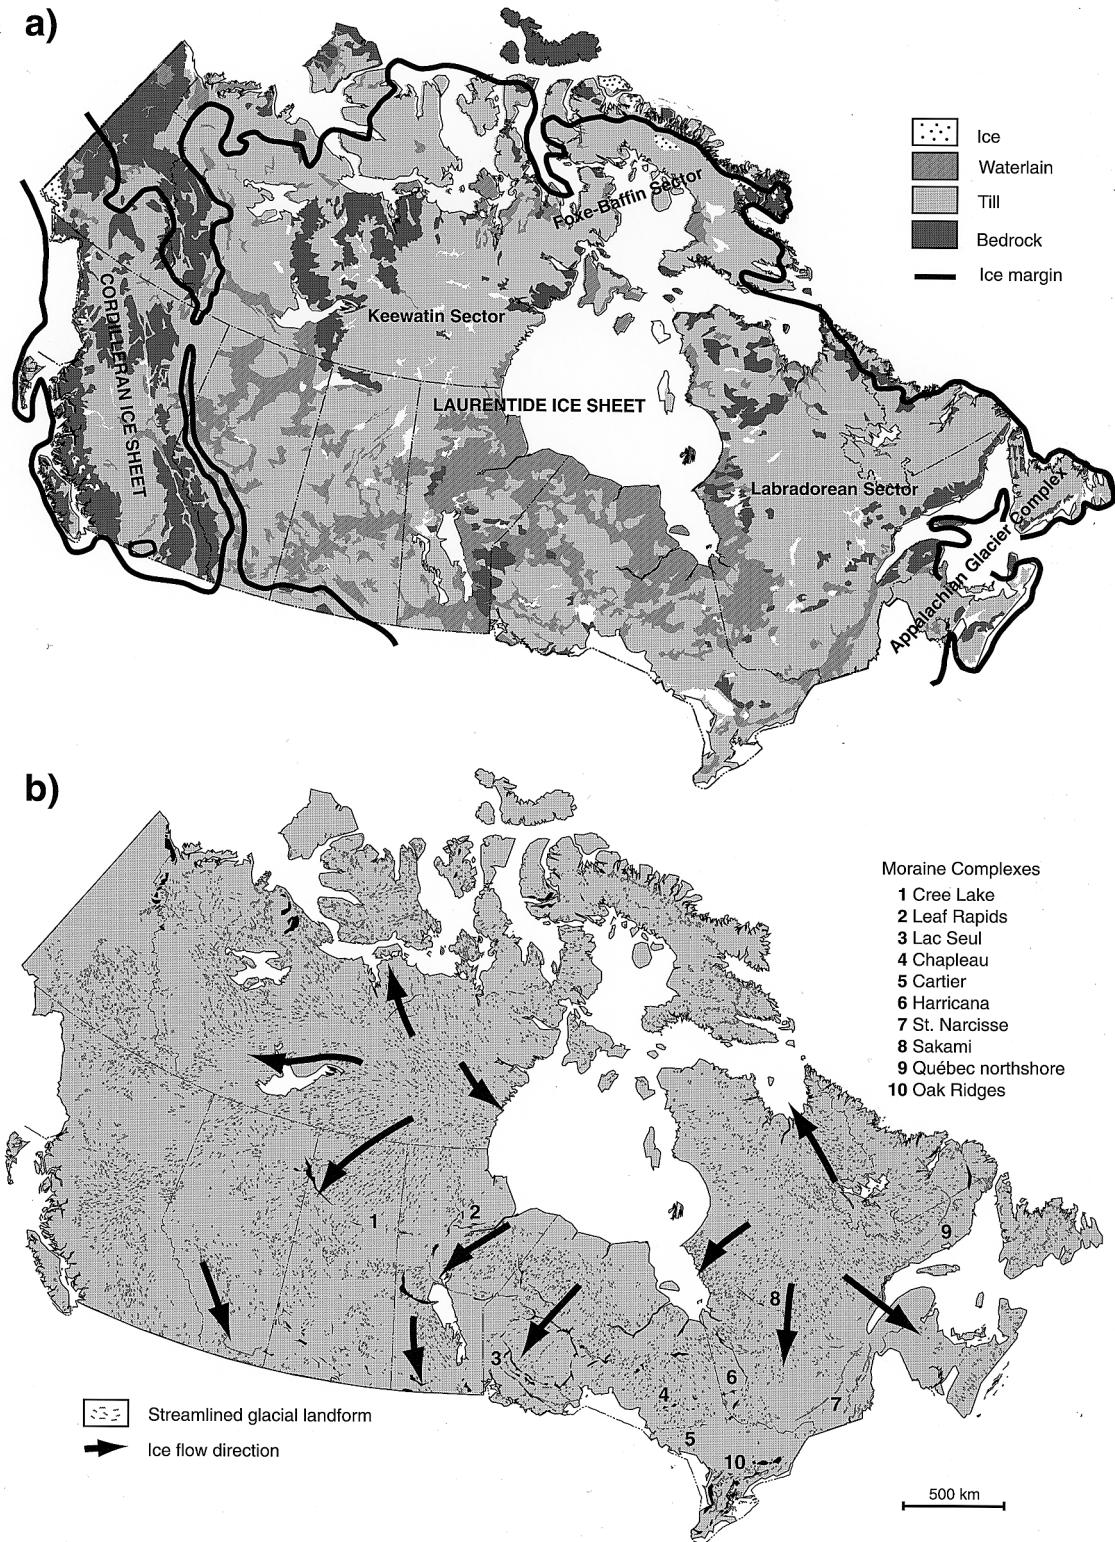 a)
Ice
Waterlain
Till
Bedrock
Ice margin
Foxe-Baffin Sector
CORDILLERAN ICE SHEET
Keewatin Sector
LAURENTIDE ICE SHEET
Labradorean Sector
Appalachian Glacier Complex
b)
Moraine Complexes
1 Cree Lake
2 Leaf Rapids
3 Lac Seul
4 Chapleau
5 Cartier
6 Harricana
7 St. Narcisse
8 Sakami
9 Québec northshore
10 Oak Ridges
1
2
9
8
3
6
4
7
5
10
Streamlined glacial landform
Ice flow direction
500 km